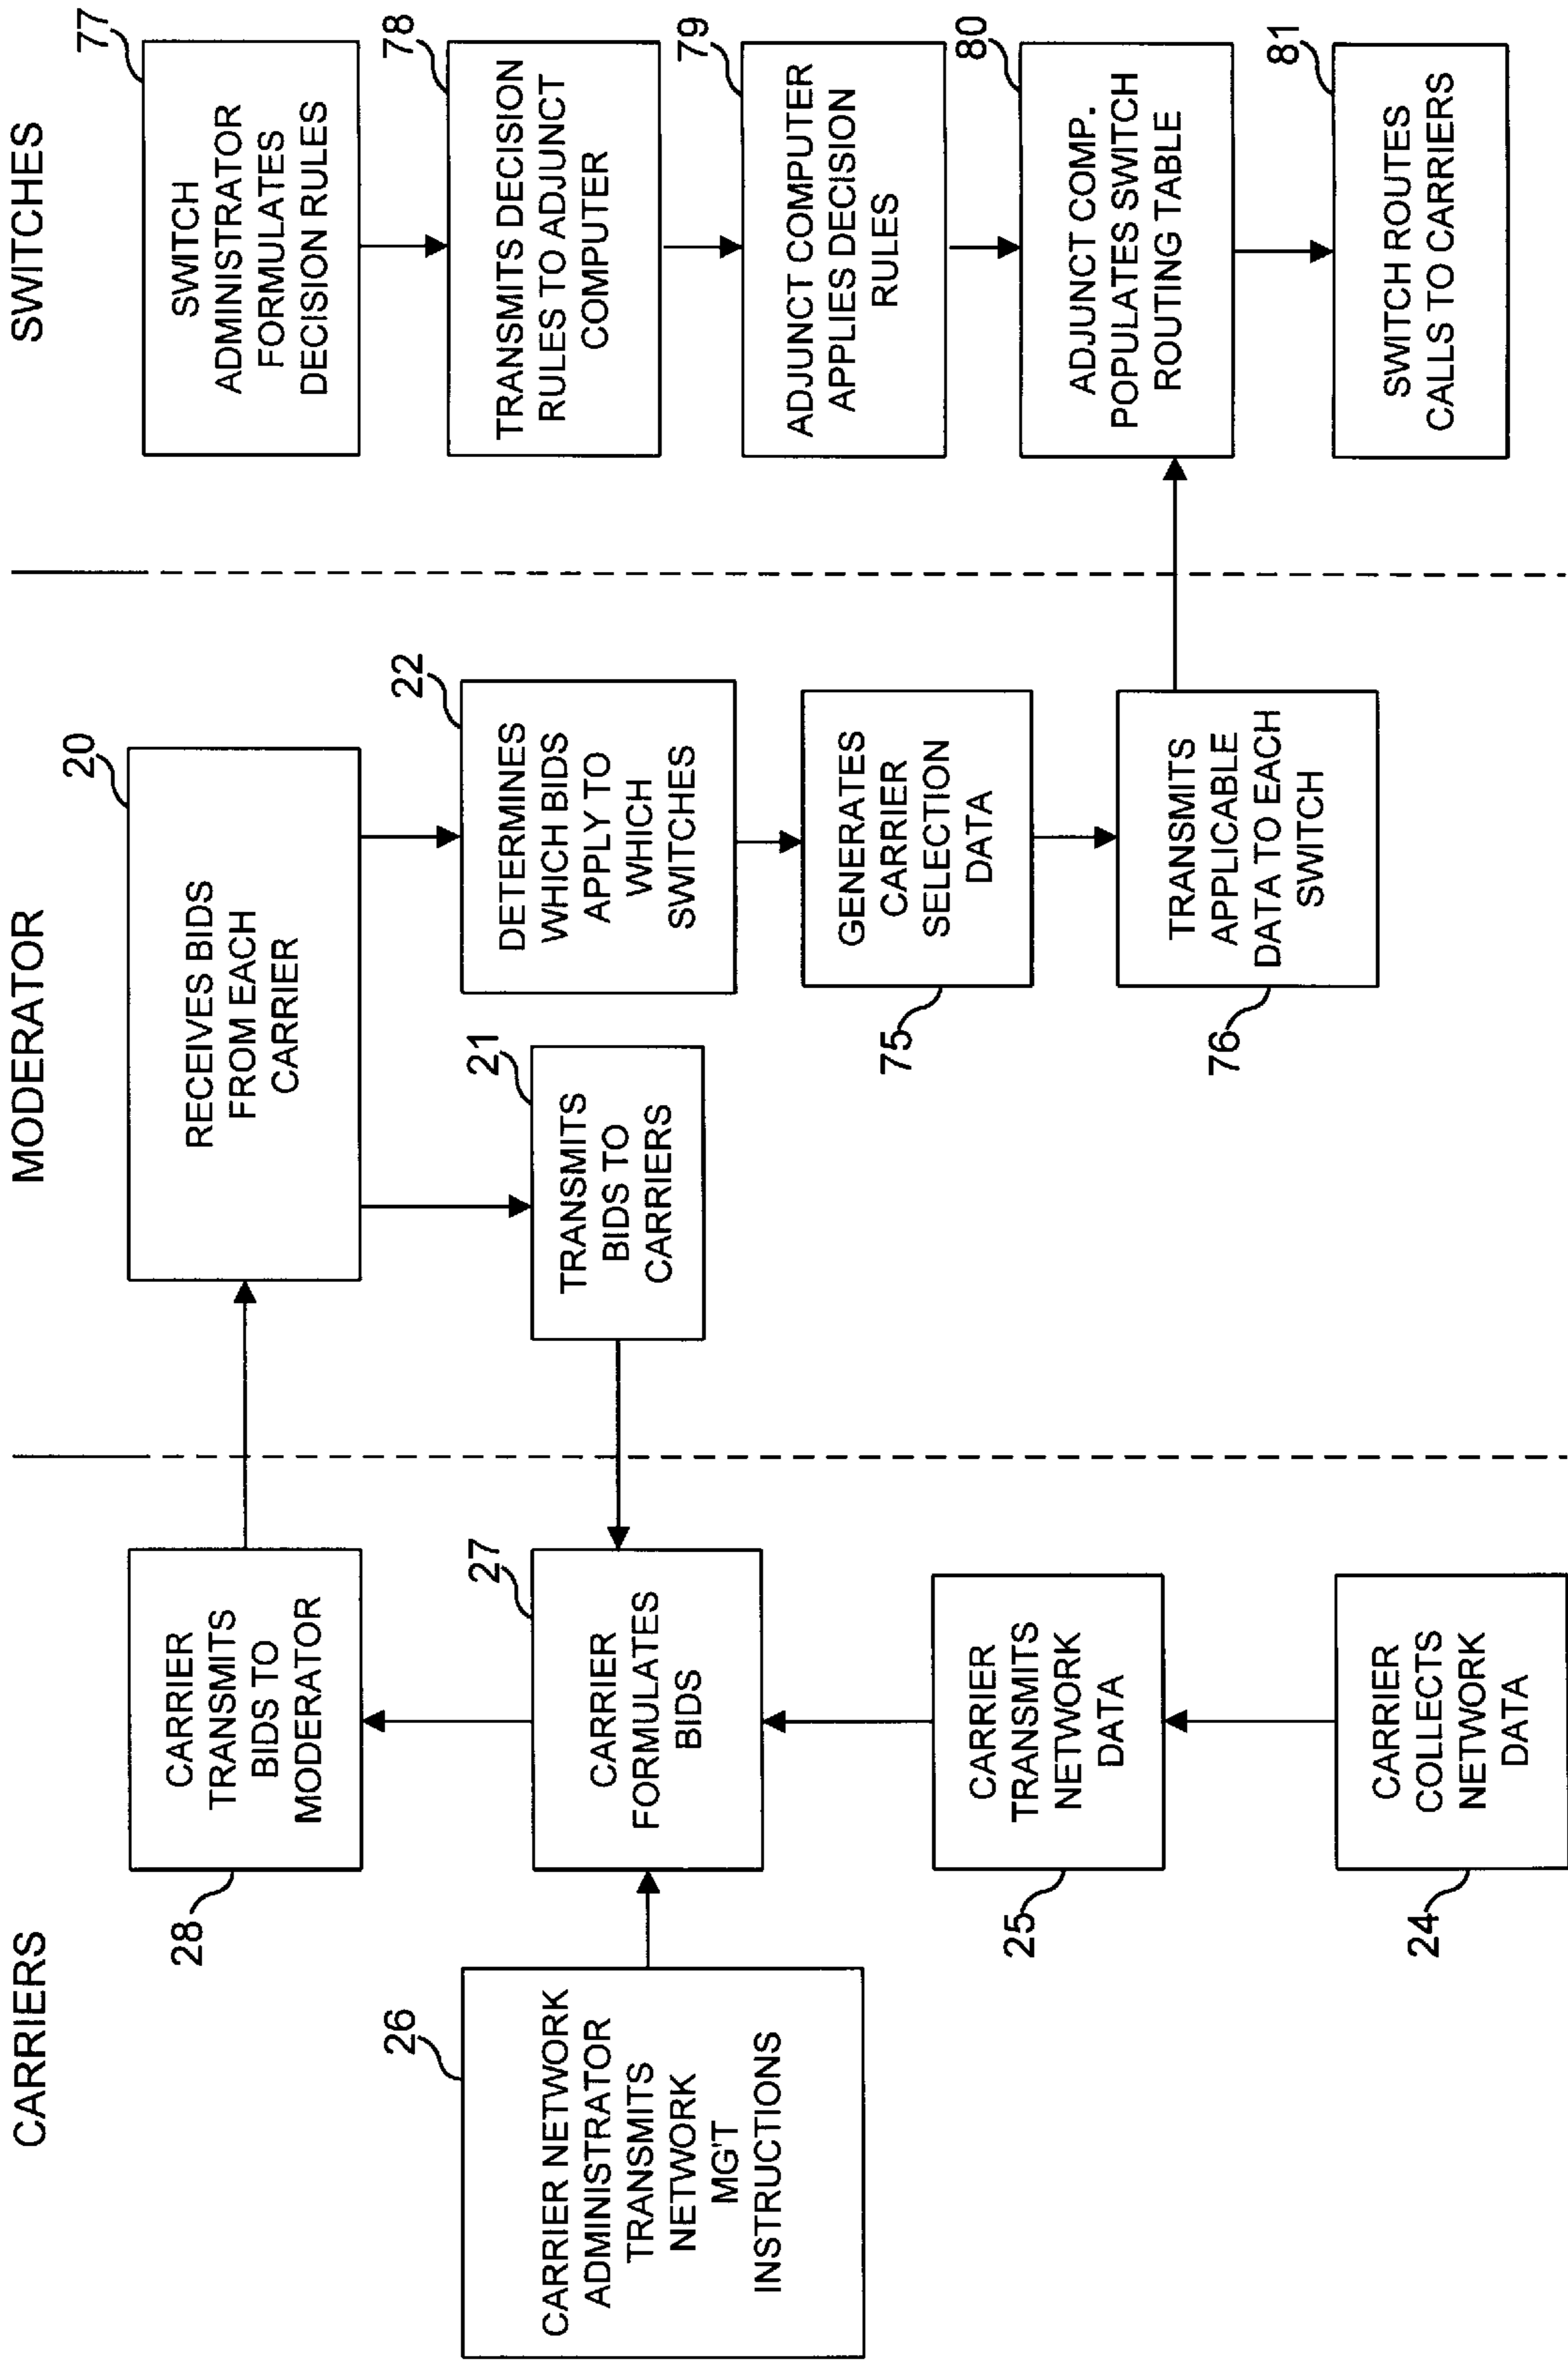 CARRIERS
28
CARRIER
TRANSMITS
BIDS TO
MODERATOR
26
CARRIER NETWORK
ADMINISTRATOR
TRANSMITS
NETWORK
MG'T
INSTRUCTIONS
27
CARRIER
FORMULATES
BIDS
25
CARRIER
TRANSMITS
NETWORK
DATA
24
CARRIER
COLLECTS
NETWORK
DATA
MODERATOR
20
RECEIVES BIDS
FROM EACH
CARRIER
21
TRANSMITS
BIDS TO
CARRIERS
22
DETERMINES
WHICH BIDS
APPLY TO
WHICH
SWITCHES
75
GENERATES
CARRIER
SELECTION
DATA
76
TRANSMITS
APPLICABLE
DATA TO EACH
SWITCH
SWITCHES
77
SWITCH
ADMINISTRATOR
FORMULATES
DECISION RULES
78
TRANSMITS DECISION
RULES TO ADJUNCT
COMPUTER
79
ADJUNCT COMPUTER
APPLIES DECISION
RULES
80
ADJUNCT COMP.
POPULATES SWITCH
ROUTING TABLE
81
SWITCH ROUTES
CALLS TO CARRIERS